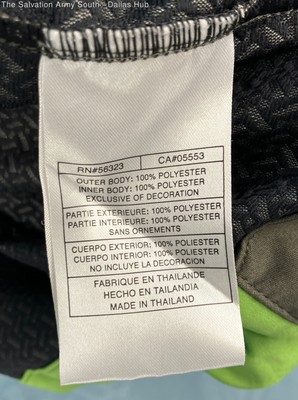 The Salvation Army South - Dallas Hub
RN#56323 CA#05553
OUTER BODY: 100% POLYESTER
INNER BODY: 100% POLYESTER
EXCLUSIVE OF DECORATION
PARTIE EXTERIEURE: 100% POLYESTER
PARTIE INTERIEURE: 100% POLYESTER
SANS ORNEMENTS
CUERPO EXTERIOR: 100% POLIESTER
CUERPO INTERIOR: 100% POLIESTER
NO INCLUYE LA DECORACION
FABRIQUE EN THAILANDE
HECHO EN TAILANDIA
MADE IN THAILAND